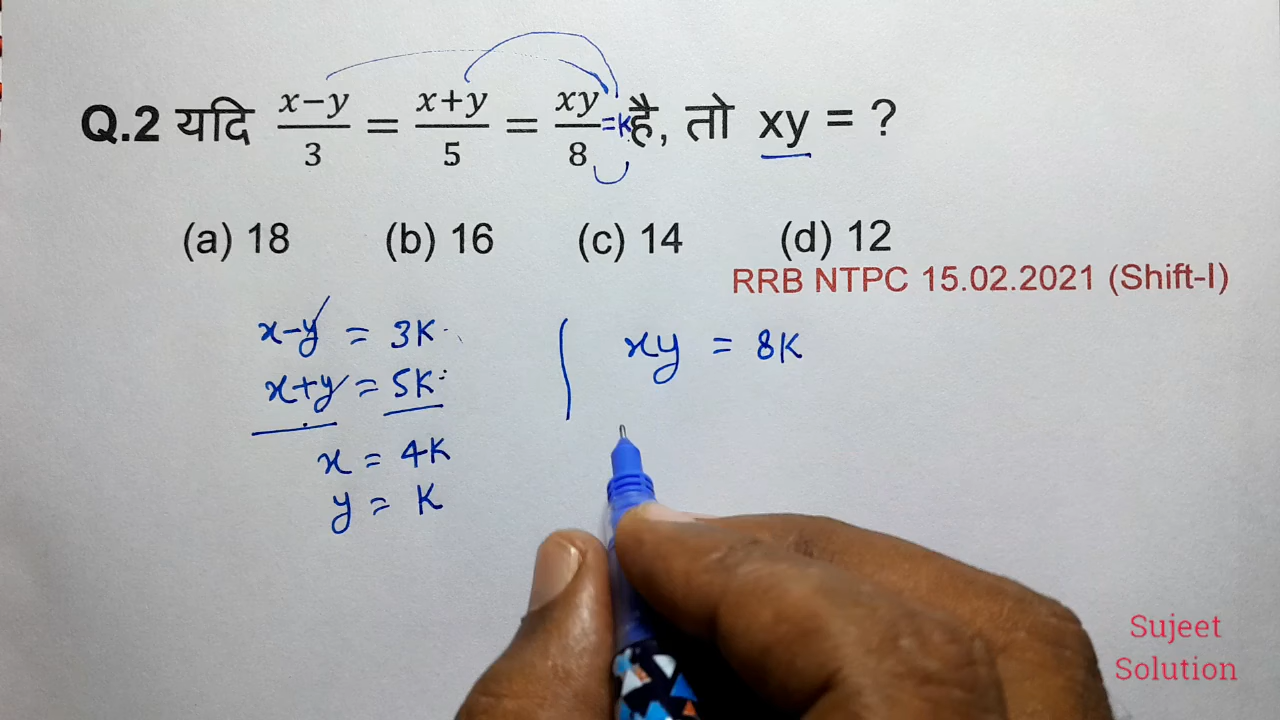 Q.2 यदि x−y/3 = x+y/5 = xy/8 =K है, तो xy = ?
(a) 18 (b) 16 (c) 14 (d) 12
RRB NTPC 15.02.2021 (Shift-I)
x-y = 3K
x+y = 5K
x = 4K
y = K
xy = 8K
Sujeet
Solution